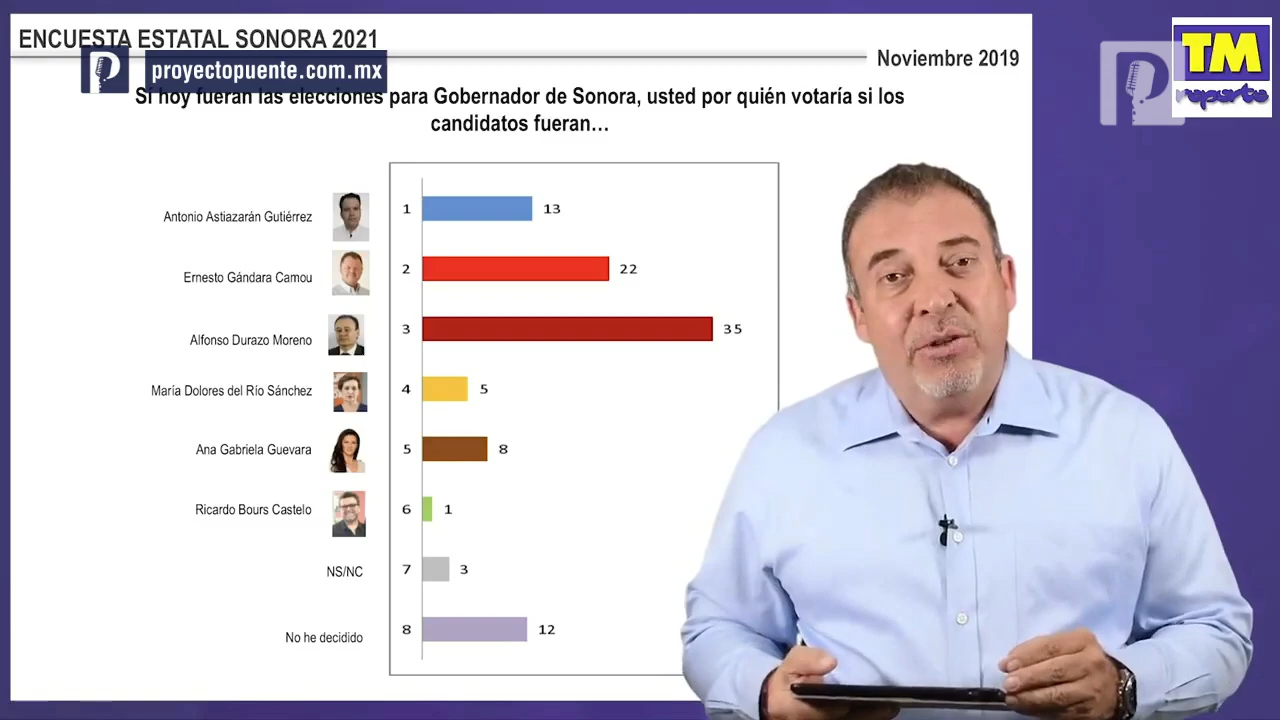 ENCUESTA ESTATAL SONORA 2021
proyectopuente.com.mx
Noviembre 2019
TM
reporte
Si hoy fueran las elecciones para Gobernador de Sonora, usted por quién votaría si los
candidatos fueran…
Antonio Astiazarán Gutiérrez 1 13
Ernesto Gándara Camou 2 22
Alfonso Durazo Moreno 3 35
María Dolores del Río Sánchez 4 5
Ana Gabriela Guevara 5 8
Ricardo Bours Castelo 6 1
NS/NC 7 3
No he decidido 8 12